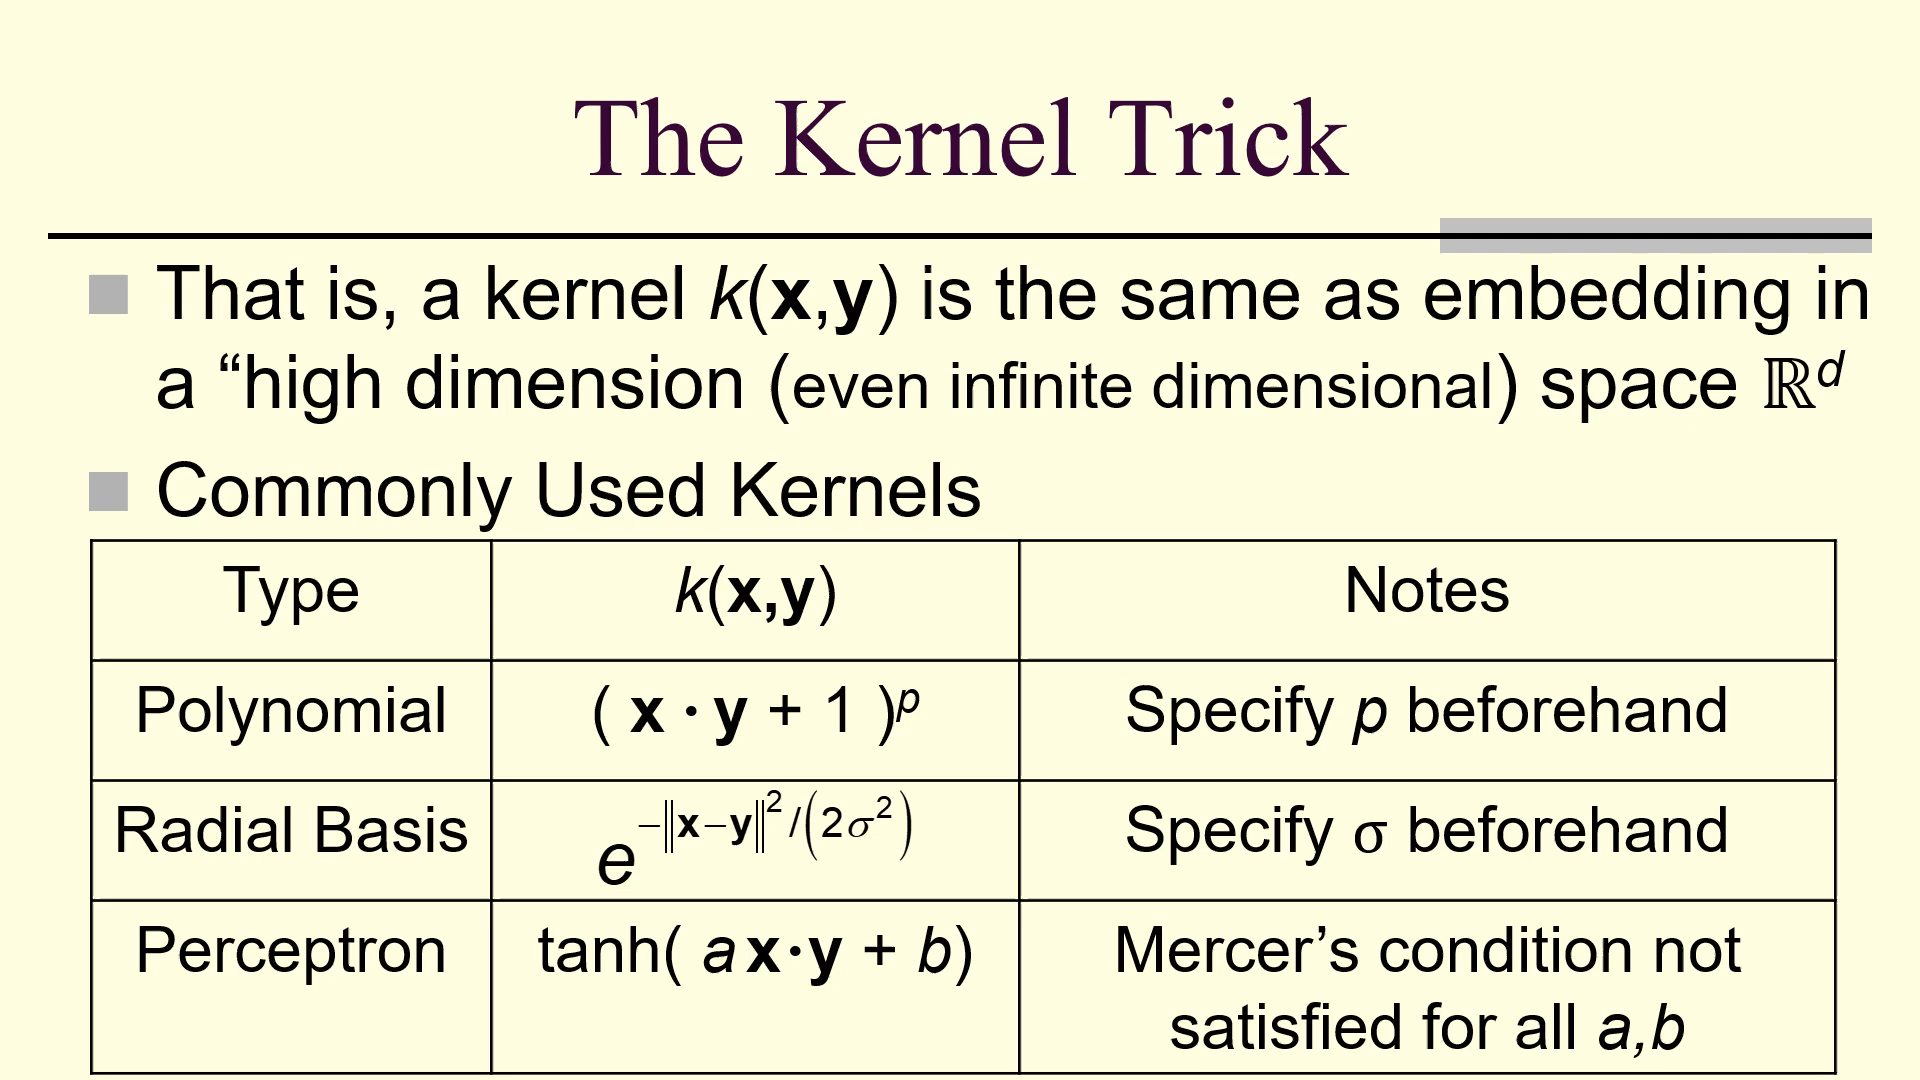 The Kernel Trick
That is, a kernel k(x,y) is the same as embedding in
a “high dimension (even infinite dimensional) space ℝᵈ
Commonly Used Kernels
Type k(x,y) Notes
Polynomial ( x · y + 1 )ᵖ Specify p beforehand
Radial Basis e^−‖x−y‖²/(2σ²) Specify σ beforehand
Perceptron tanh( a x·y + b) Mercer’s condition not
satisfied for all a,b